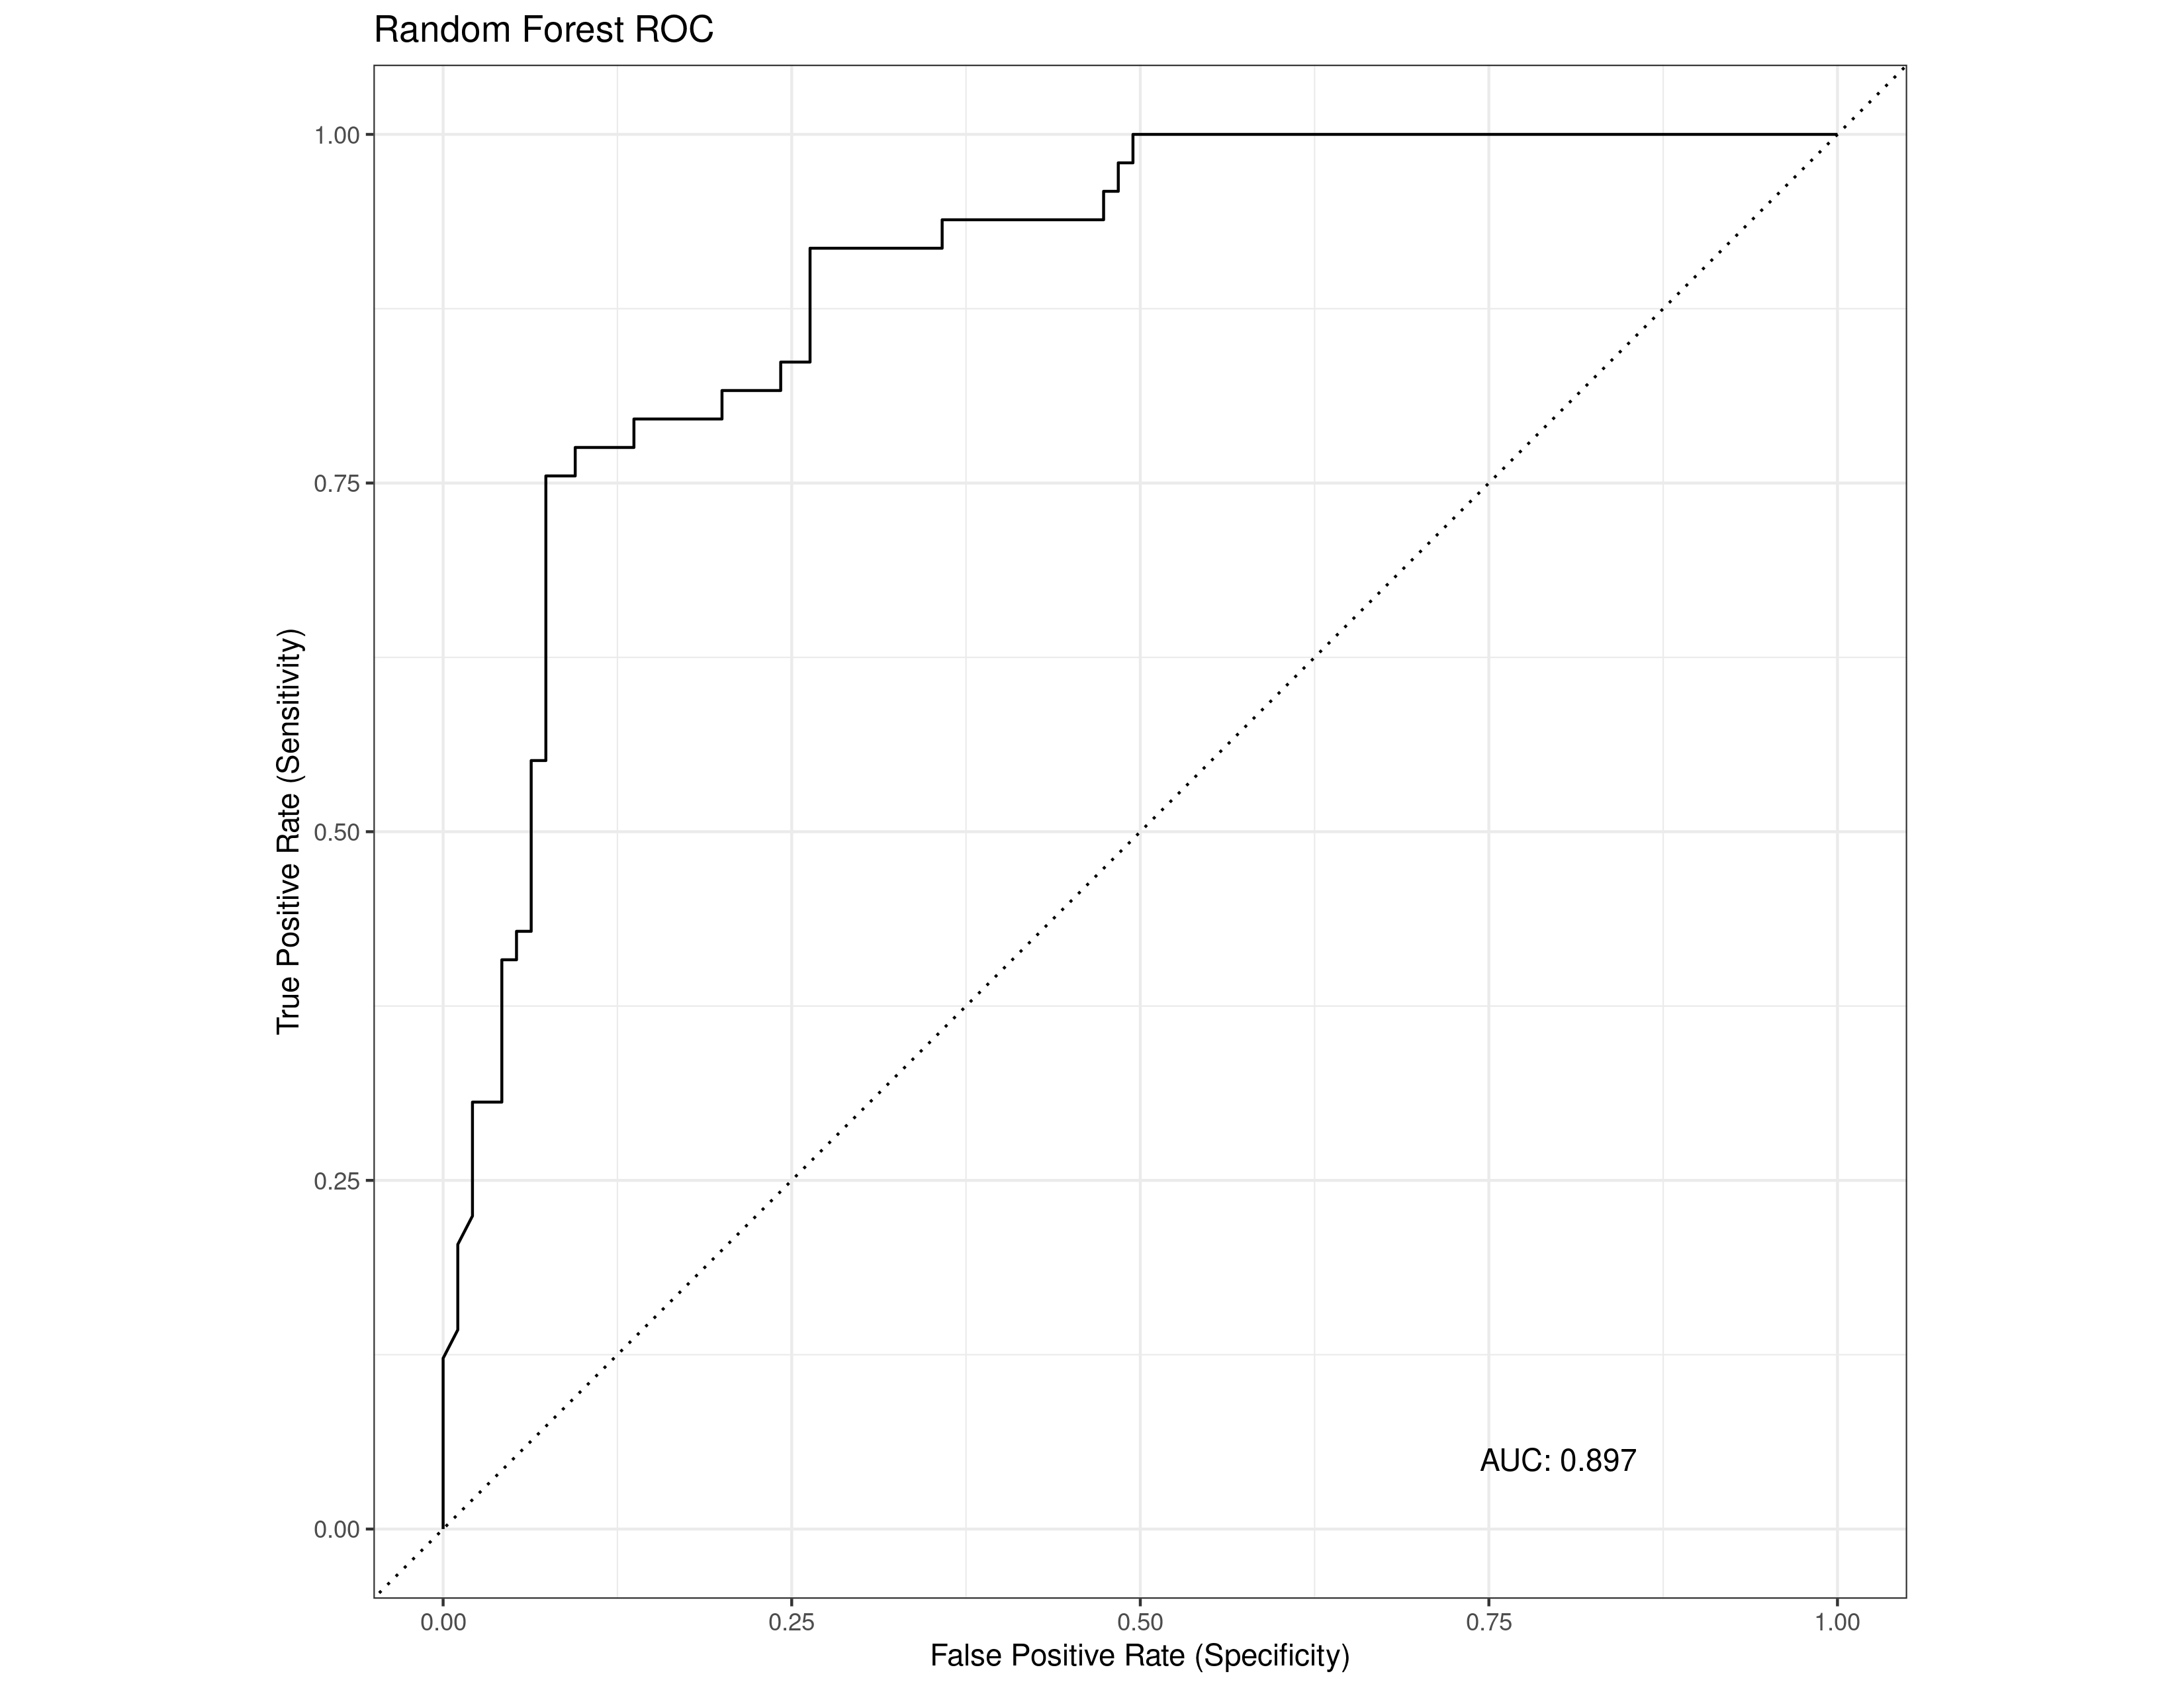 Random Forest ROC
True Positive Rate (Sensitivity)
1.00
0.75
0.50
0.25
0.00
AUC: 0.897
0.00 0.25 0.50 0.75 1.00
False Positive Rate (Specificity)